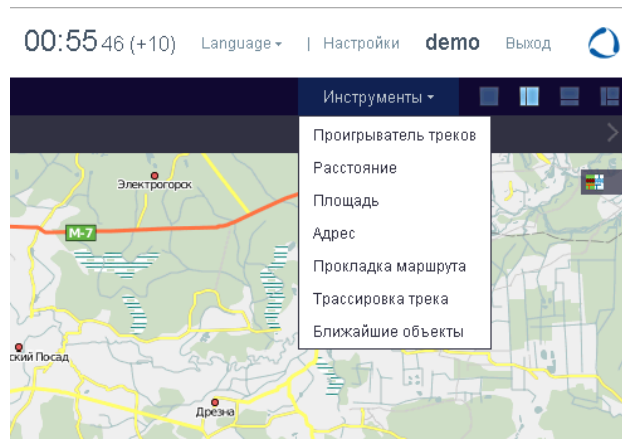 00:55 46 (+10) Language | Настройки demo Выход
Инструменты
Проигрыватель треков
Расстояние
Площадь
Адрес
Прокладка маршрута
Трассировка трека
Ближайшие объекты
Электрогорск
М-7
ский Посад
Дрезна